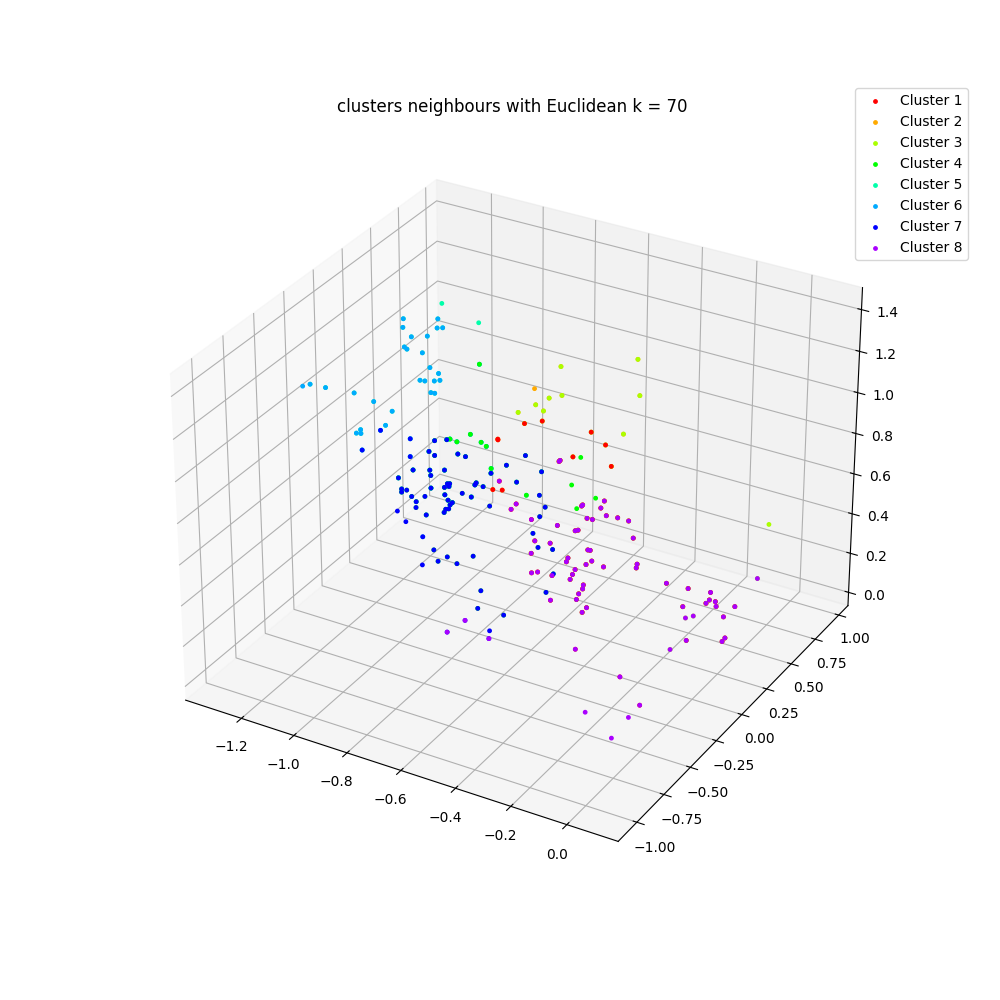 clusters neighbours with Euclidean k = 70
Cluster 1
Cluster 2
Cluster 3
Cluster 4
Cluster 5
Cluster 6
Cluster 7
Cluster 8
1.4
1.2
1.0
0.8
0.6
0.4
0.2
0.0
1.00
0.75
0.50
0.25
0.00
−0.25
−0.50
−0.75
−1.00
−1.2
−1.0
−0.8
−0.6
−0.4
−0.2
0.0